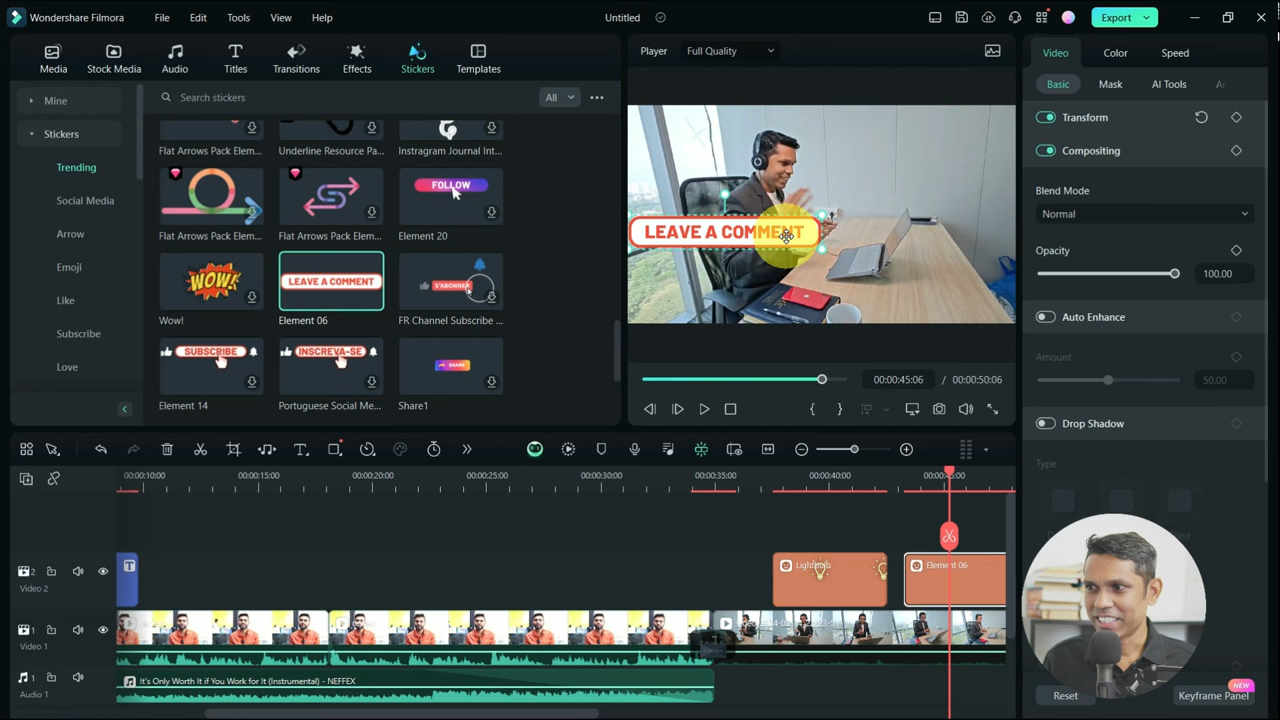 Wondershare Filmora
File
Edit
Tools
View
Help
Untitled
Export
Media
Stock Media
Audio
Titles
Transitions
Effects
Stickers
Templates
Player
Full Quality
Video
Color
Speed
Mine
Search stickers
All
Basic
Mask
AI Tools
Stickers
Trending
Social Media
Arrow
Emoji
Like
Subscribe
Love
Flat Arrows Pack Elem...
Underline Resource Pa...
Instragram Journal Int...
FOLLOW
Flat Arrows Pack Elem...
Flat Arrows Pack Elem...
Element 20
WOW!
LEAVE A COMMENT
S'ABONNER
Wow!
Element 06
FR Channel Subscribe ...
SUBSCRIBE
INSCREVA-SE
SHARE
Element 14
Portuguese Social Me...
Share1
LEAVE A COMMENT
00:00:45:06 / 00:00:50:06
Transform
Compositing
Blend Mode
Normal
Opacity
100.00
Auto Enhance
Amount
50.00
Drop Shadow
Type
Reset
Keyframe Panel
NEW
00:00:10:00
00:00:15:00
00:00:20:00
00:00:25:00
00:00:30:00
00:00:35:00
00:00:40:00
2
Video 2
T
Element 06
1
Video 1
1
Audio 1
It's Only Worth It if You Work for It (Instrumental) - NEFFEX